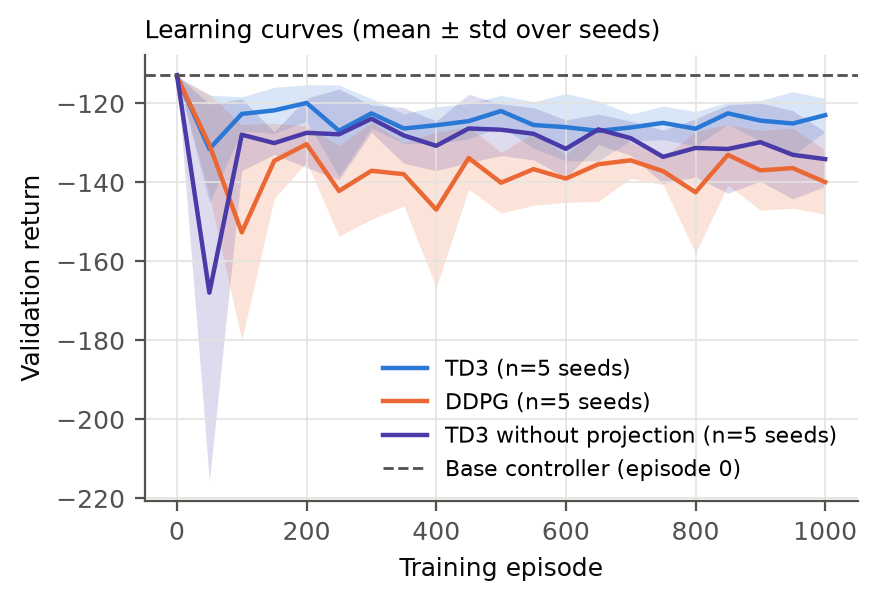 Learning curves (mean ± std over seeds)
Validation return
−120
−140
−160
−180
−200
−220
TD3 (n=5 seeds)
DDPG (n=5 seeds)
TD3 without projection (n=5 seeds)
Base controller (episode 0)
0 200 400 600 800 1000
Training episode